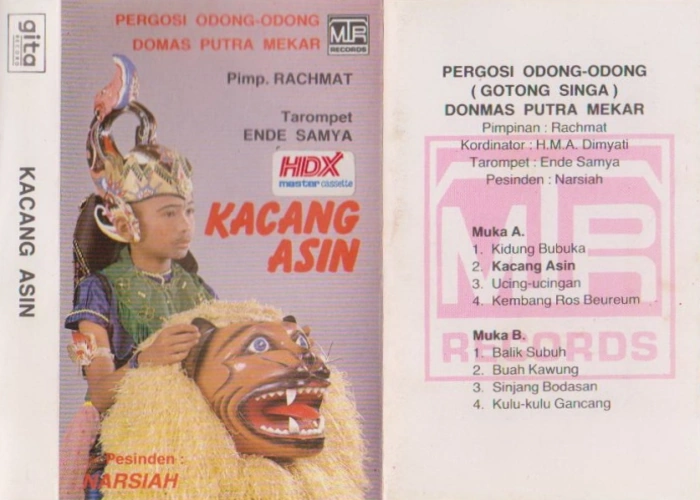 gita
RECORD
KACANG ASIN
PERGOSI ODONG-ODONG
DOMAS PUTRA MEKAR
MTR
RECORDS
Pimp. RACHMAT
Tarompet
ENDE SAMYA
HDX
master cassette
KACANG
ASIN
Pesinden :
NARSIAH
PERGOSI ODONG-ODONG
( GOTONG SINGA )
DONMAS PUTRA MEKAR
Pimpinan : Rachmat
Kordinator : H.M.A. Dimyati
Tarompet : Ende Samya
Pesinden : Narsiah
MTR
RECORDS
Muka A.
1. Kidung Bubuka
2. Kacang Asin
3. Ucing-ucingan
4. Kembang Ros Beureum
Muka B.
1. Balik Subuh
2. Buah Kawung
3. Sinjang Bodasan
4. Kulu-kulu Gancang